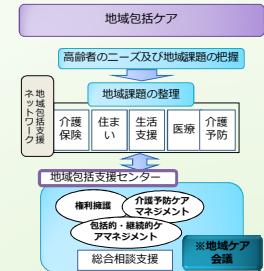 地域包括ケア
高齢者のニーズ及び地域課題の把握
地域包括支援
ネットワーク
地域課題の整理
介護
保険
住ま
い
生活
支援
医療
介護
予防
地域包括支援センター
権利擁護
介護予防ケア
マネジメント
包括的・継続的ケ
アマネジメント
総合相談支援
※地域ケア
会議